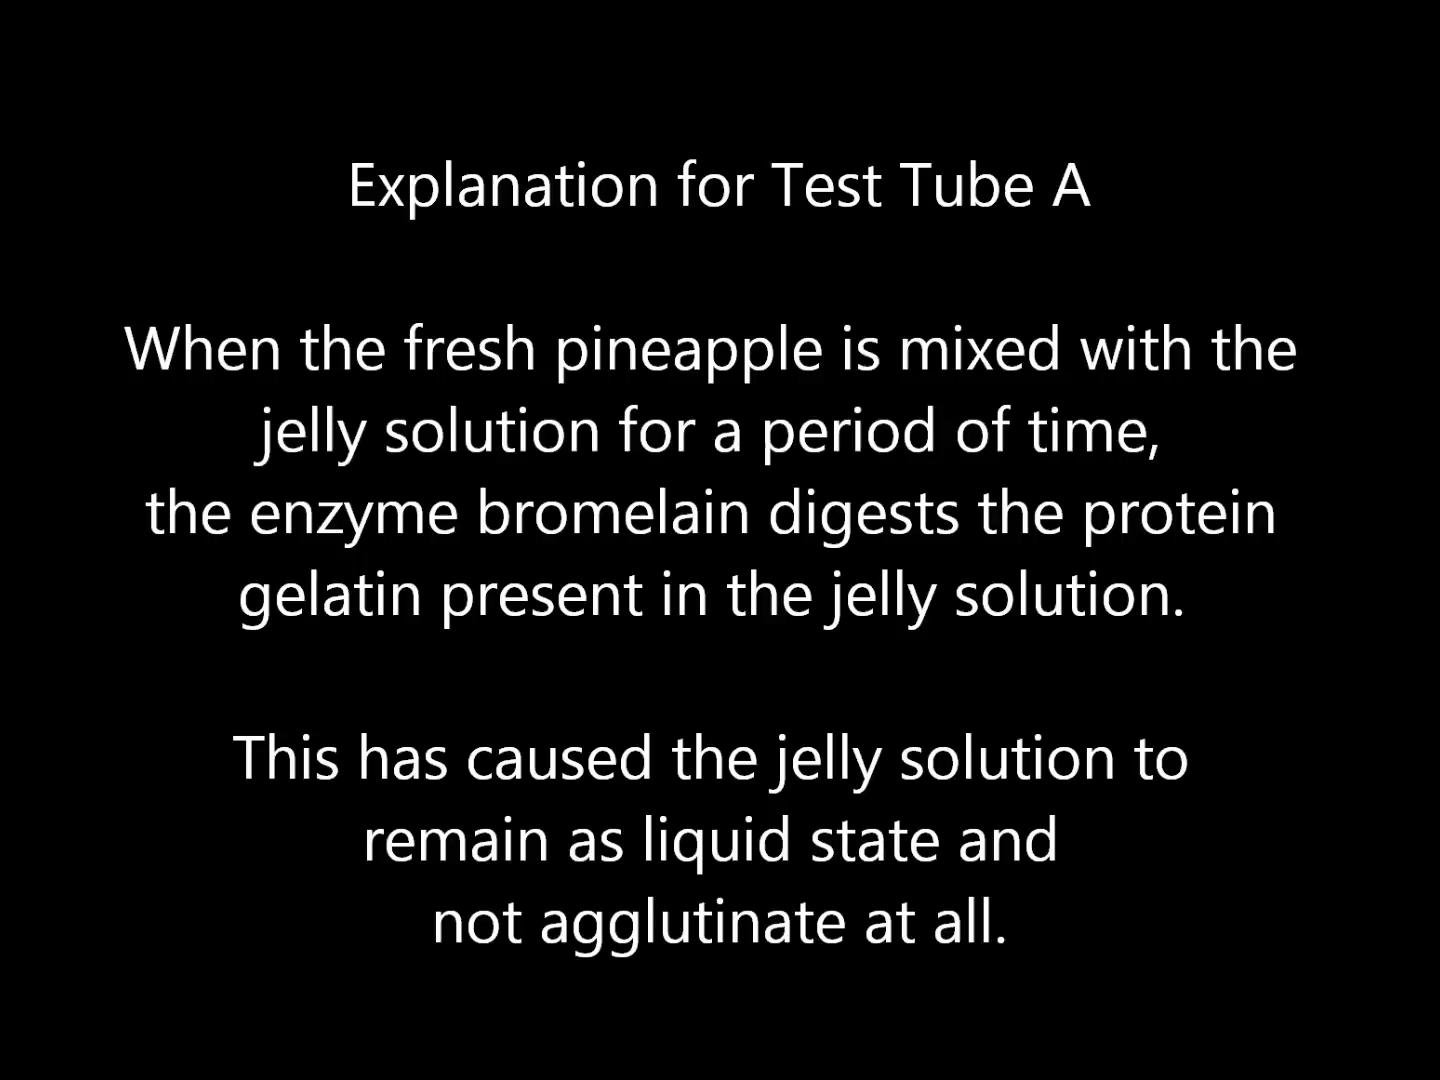 Explanation for Test Tube A
When the fresh pineapple is mixed with the
jelly solution for a period of time,
the enzyme bromelain digests the protein
gelatin present in the jelly solution.
This has caused the jelly solution to
remain as liquid state and
not agglutinate at all.